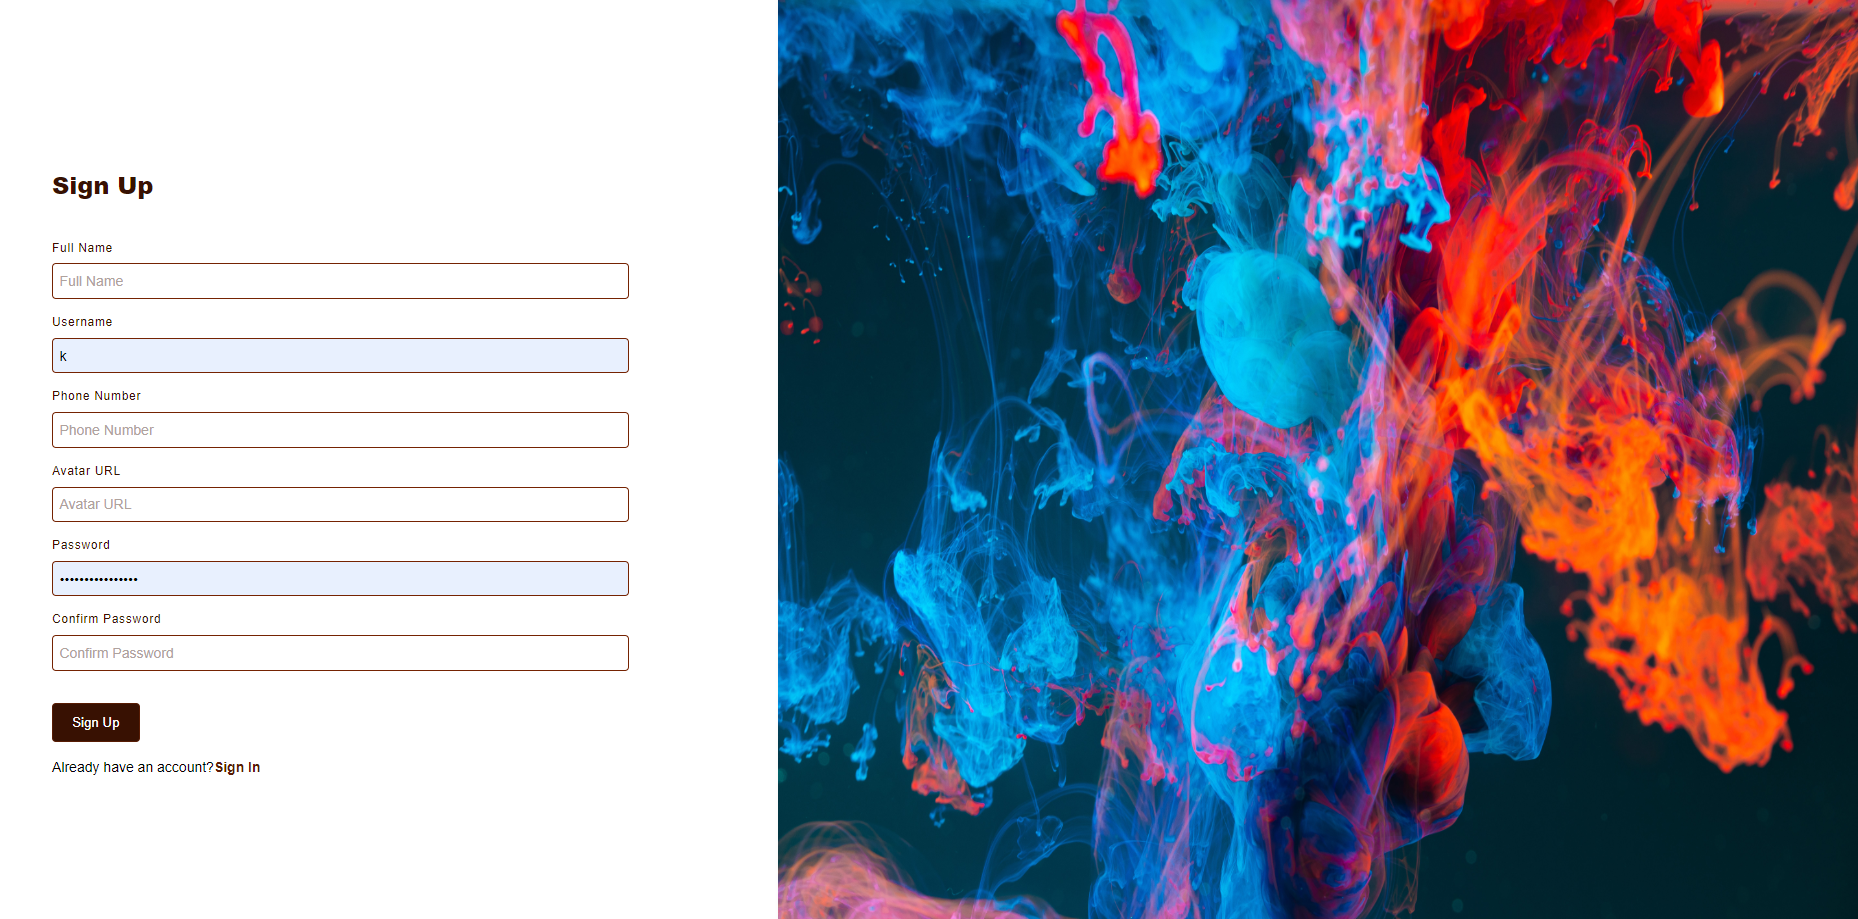 Sign Up
Full Name
Full Name
Username
k
Phone Number
Phone Number
Avatar URL
Avatar URL
Password
••••••••••••••••
Confirm Password
Confirm Password
Sign Up
Already have an account?Sign In